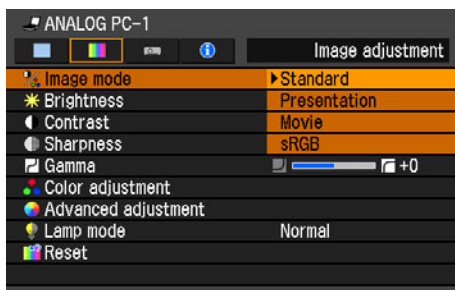 ANALOG PC-1
Image adjustment
Image mode Standard
Brightness Presentation
Contrast Movie
Sharpness sRGB
Gamma +0
Color adjustment
Advanced adjustment
Lamp mode Normal
Reset